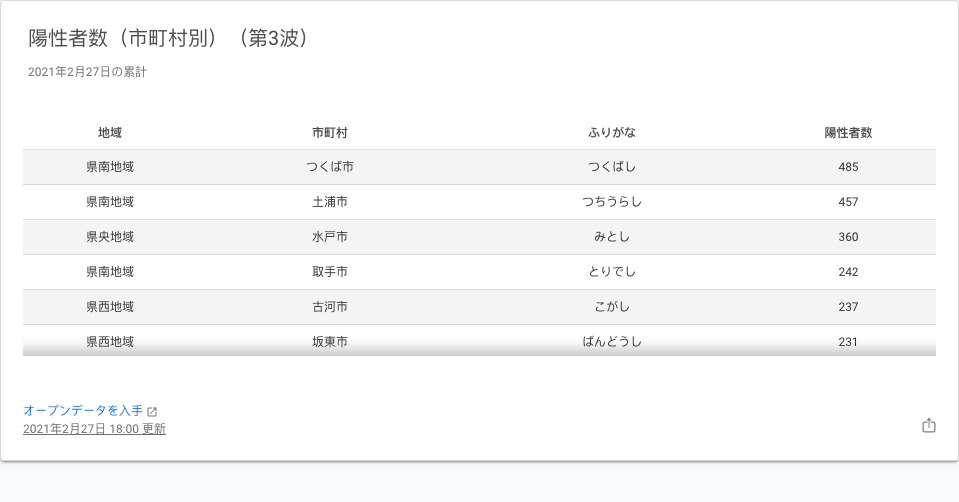 陽性者数（市町村別）（第3波）
2021年2月27日の累計
地域 市町村 ふりがな 陽性者数
県南地域 つくば市 つくばし 485
県南地域 土浦市 つちうらし 457
県央地域 水戸市 みとし 360
県南地域 取手市 とりでし 242
県西地域 古河市 こがし 237
県西地域 坂東市 ばんどうし 231
オープンデータを入手
2021年2月27日 18:00 更新